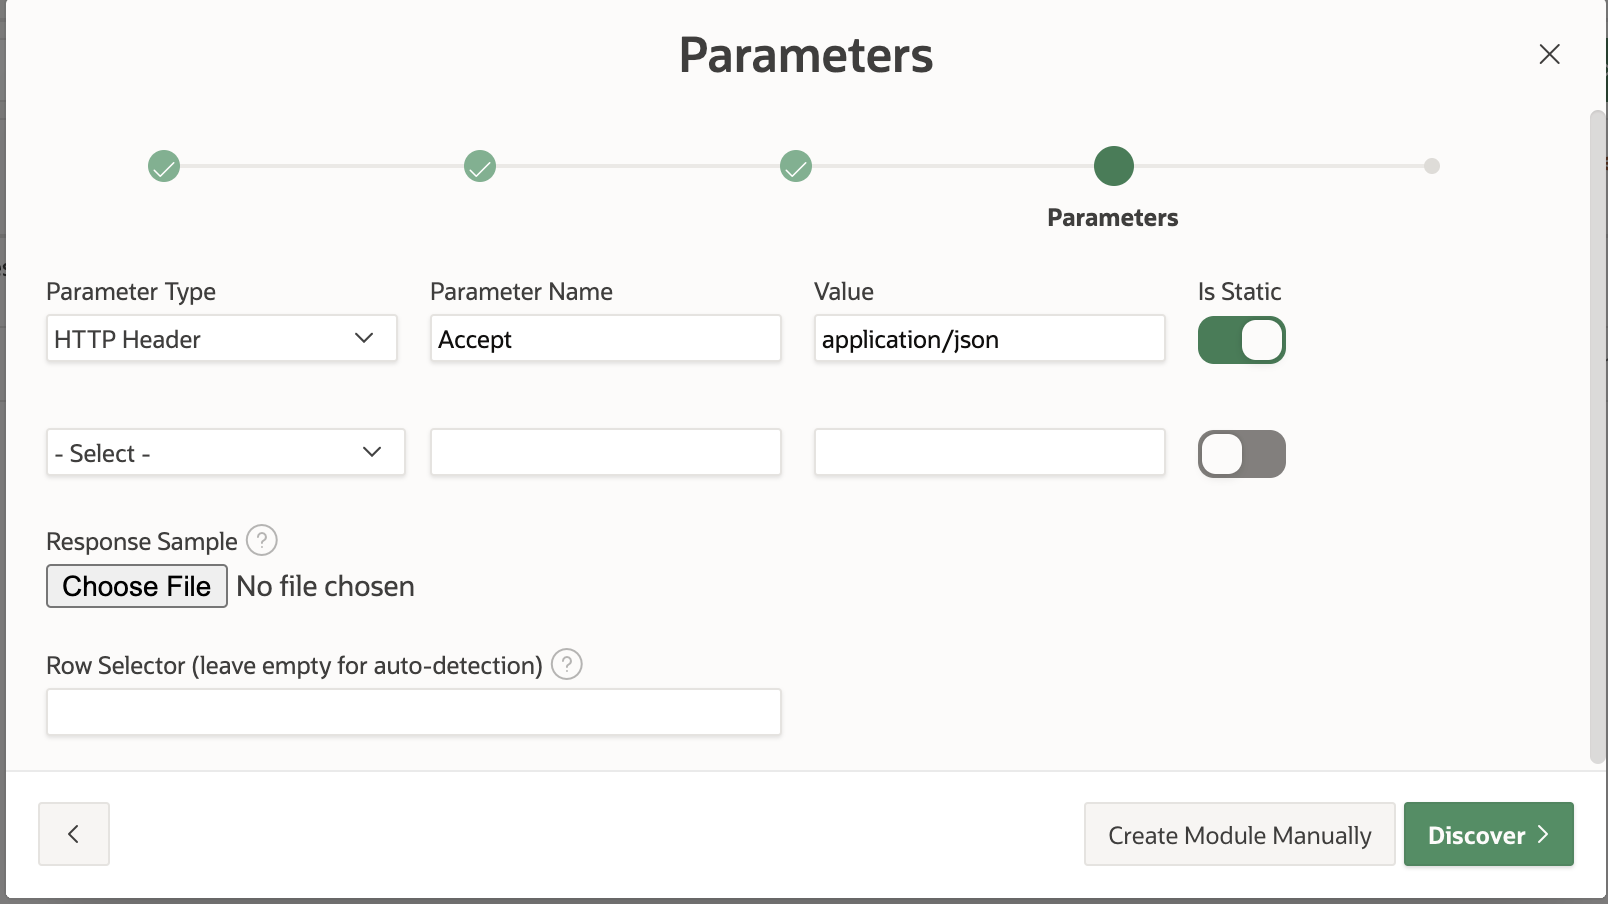 Parameters
Parameters
Parameter Type Parameter Name Value Is Static
HTTP Header Accept application/json
- Select -
Response Sample ?
Choose File No file chosen
Row Selector (leave empty for auto-detection) ?
Create Module Manually Discover